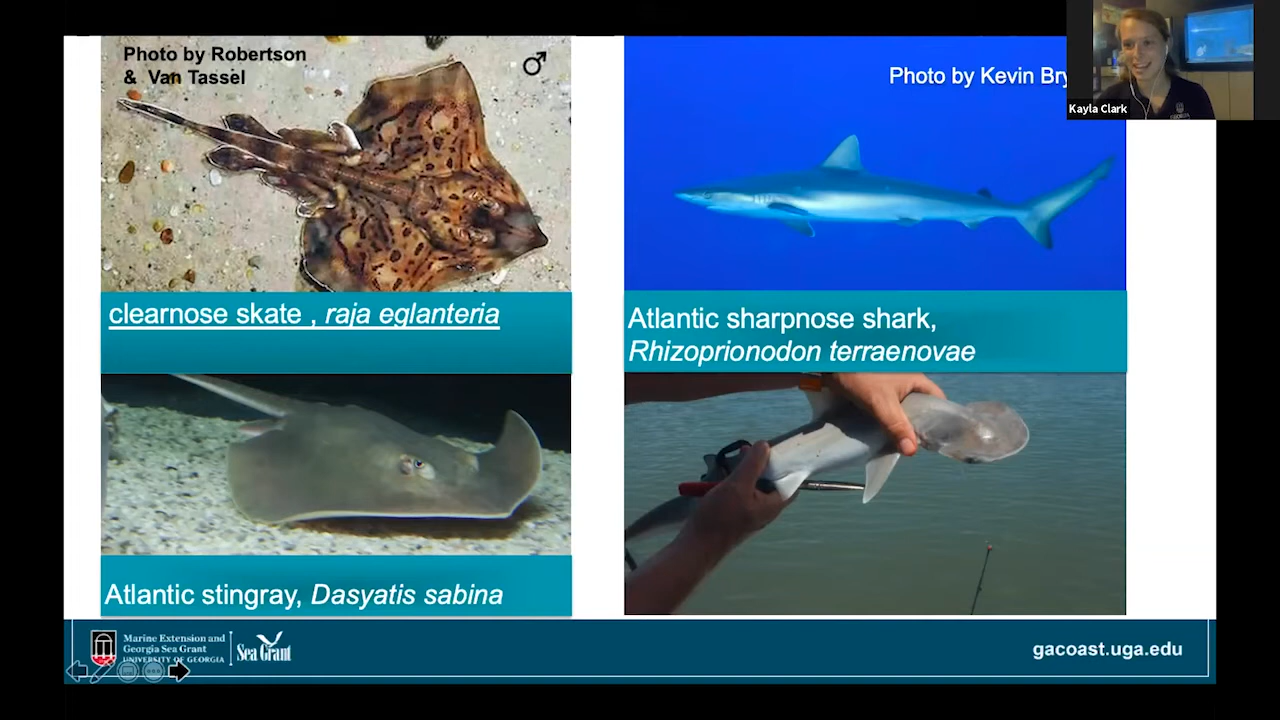 Photo by Robertson
& Van Tassel
♂
Photo by Kevin
Kayla Clark
clearnose skate , raja eglanteria
Atlantic sharpnose shark,
Rhizoprionodon terraenovae
Atlantic stingray, Dasyatis sabina
Marine Extension and
Georgia Sea Grant
UNIVERSITY OF GEORGIA
Sea Grant
gacoast.uga.edu